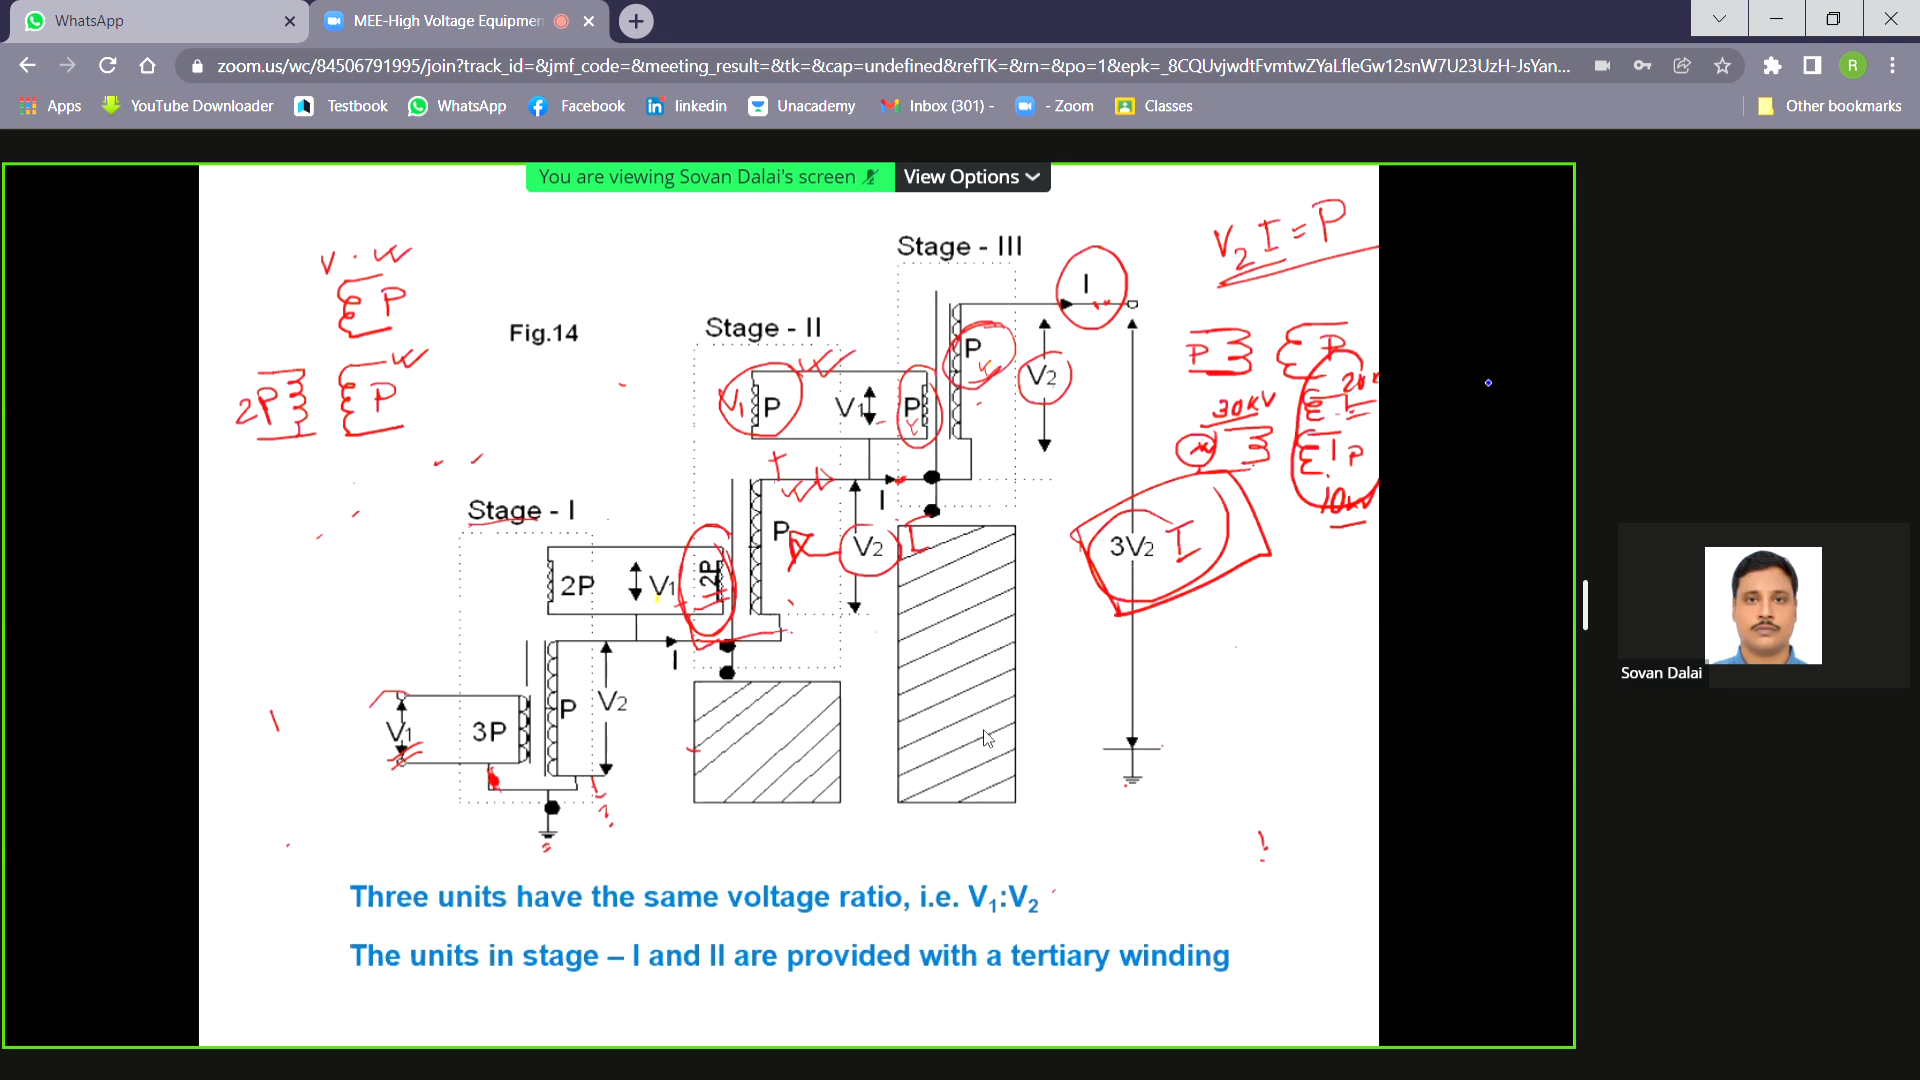 WhatsApp
MEE-High Voltage Equipmen
zoom.us/wc/84506791995/join?track_id=&jmf_code=&meeting_result=&tk=&cap=undefined&refTK=&rn=&po=1&epk=_8CQUvjwdtFvmtwZYaLfleGw12snW7U23UzH-JsYan...
R
Apps YouTube Downloader Testbook WhatsApp Facebook linkedin Unacademy Inbox (301) - - Zoom Classes Other bookmarks
You are viewing Sovan Dalai's screen View Options
V2 I = P
Stage - III
V
P
I
Fig.14
Stage - II
P
V2
P
P
2P
P
V1
P
V1
P
30KV
P
10KV
I
Stage - I
P
V2
3V2 I
2P
V1
2P
I
P
V2
V1
3P
Sovan Dalai
Three units have the same voltage ratio, i.e. V1:V2
The units in stage – I and II are provided with a tertiary winding